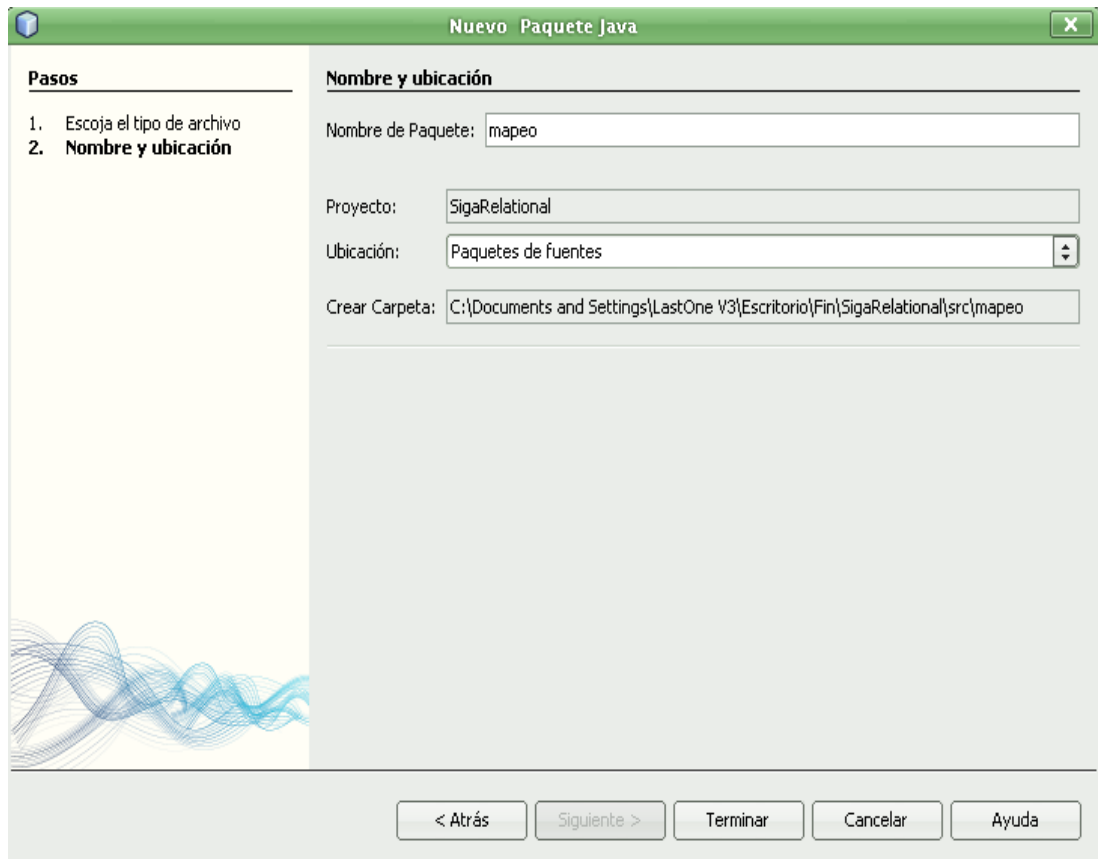 Nuevo Paquete Java
Pasos
1. Escoja el tipo de archivo
2. Nombre y ubicación
Nombre y ubicación
Nombre de Paquete: mapeo
Proyecto: SigaRelational
Ubicación: Paquetes de fuentes
Crear Carpeta: C:\Documents and Settings\LastOne V3\Escritorio\Fin\SigaRelational\src\mapeo
< Atrás Siguiente > Terminar Cancelar Ayuda